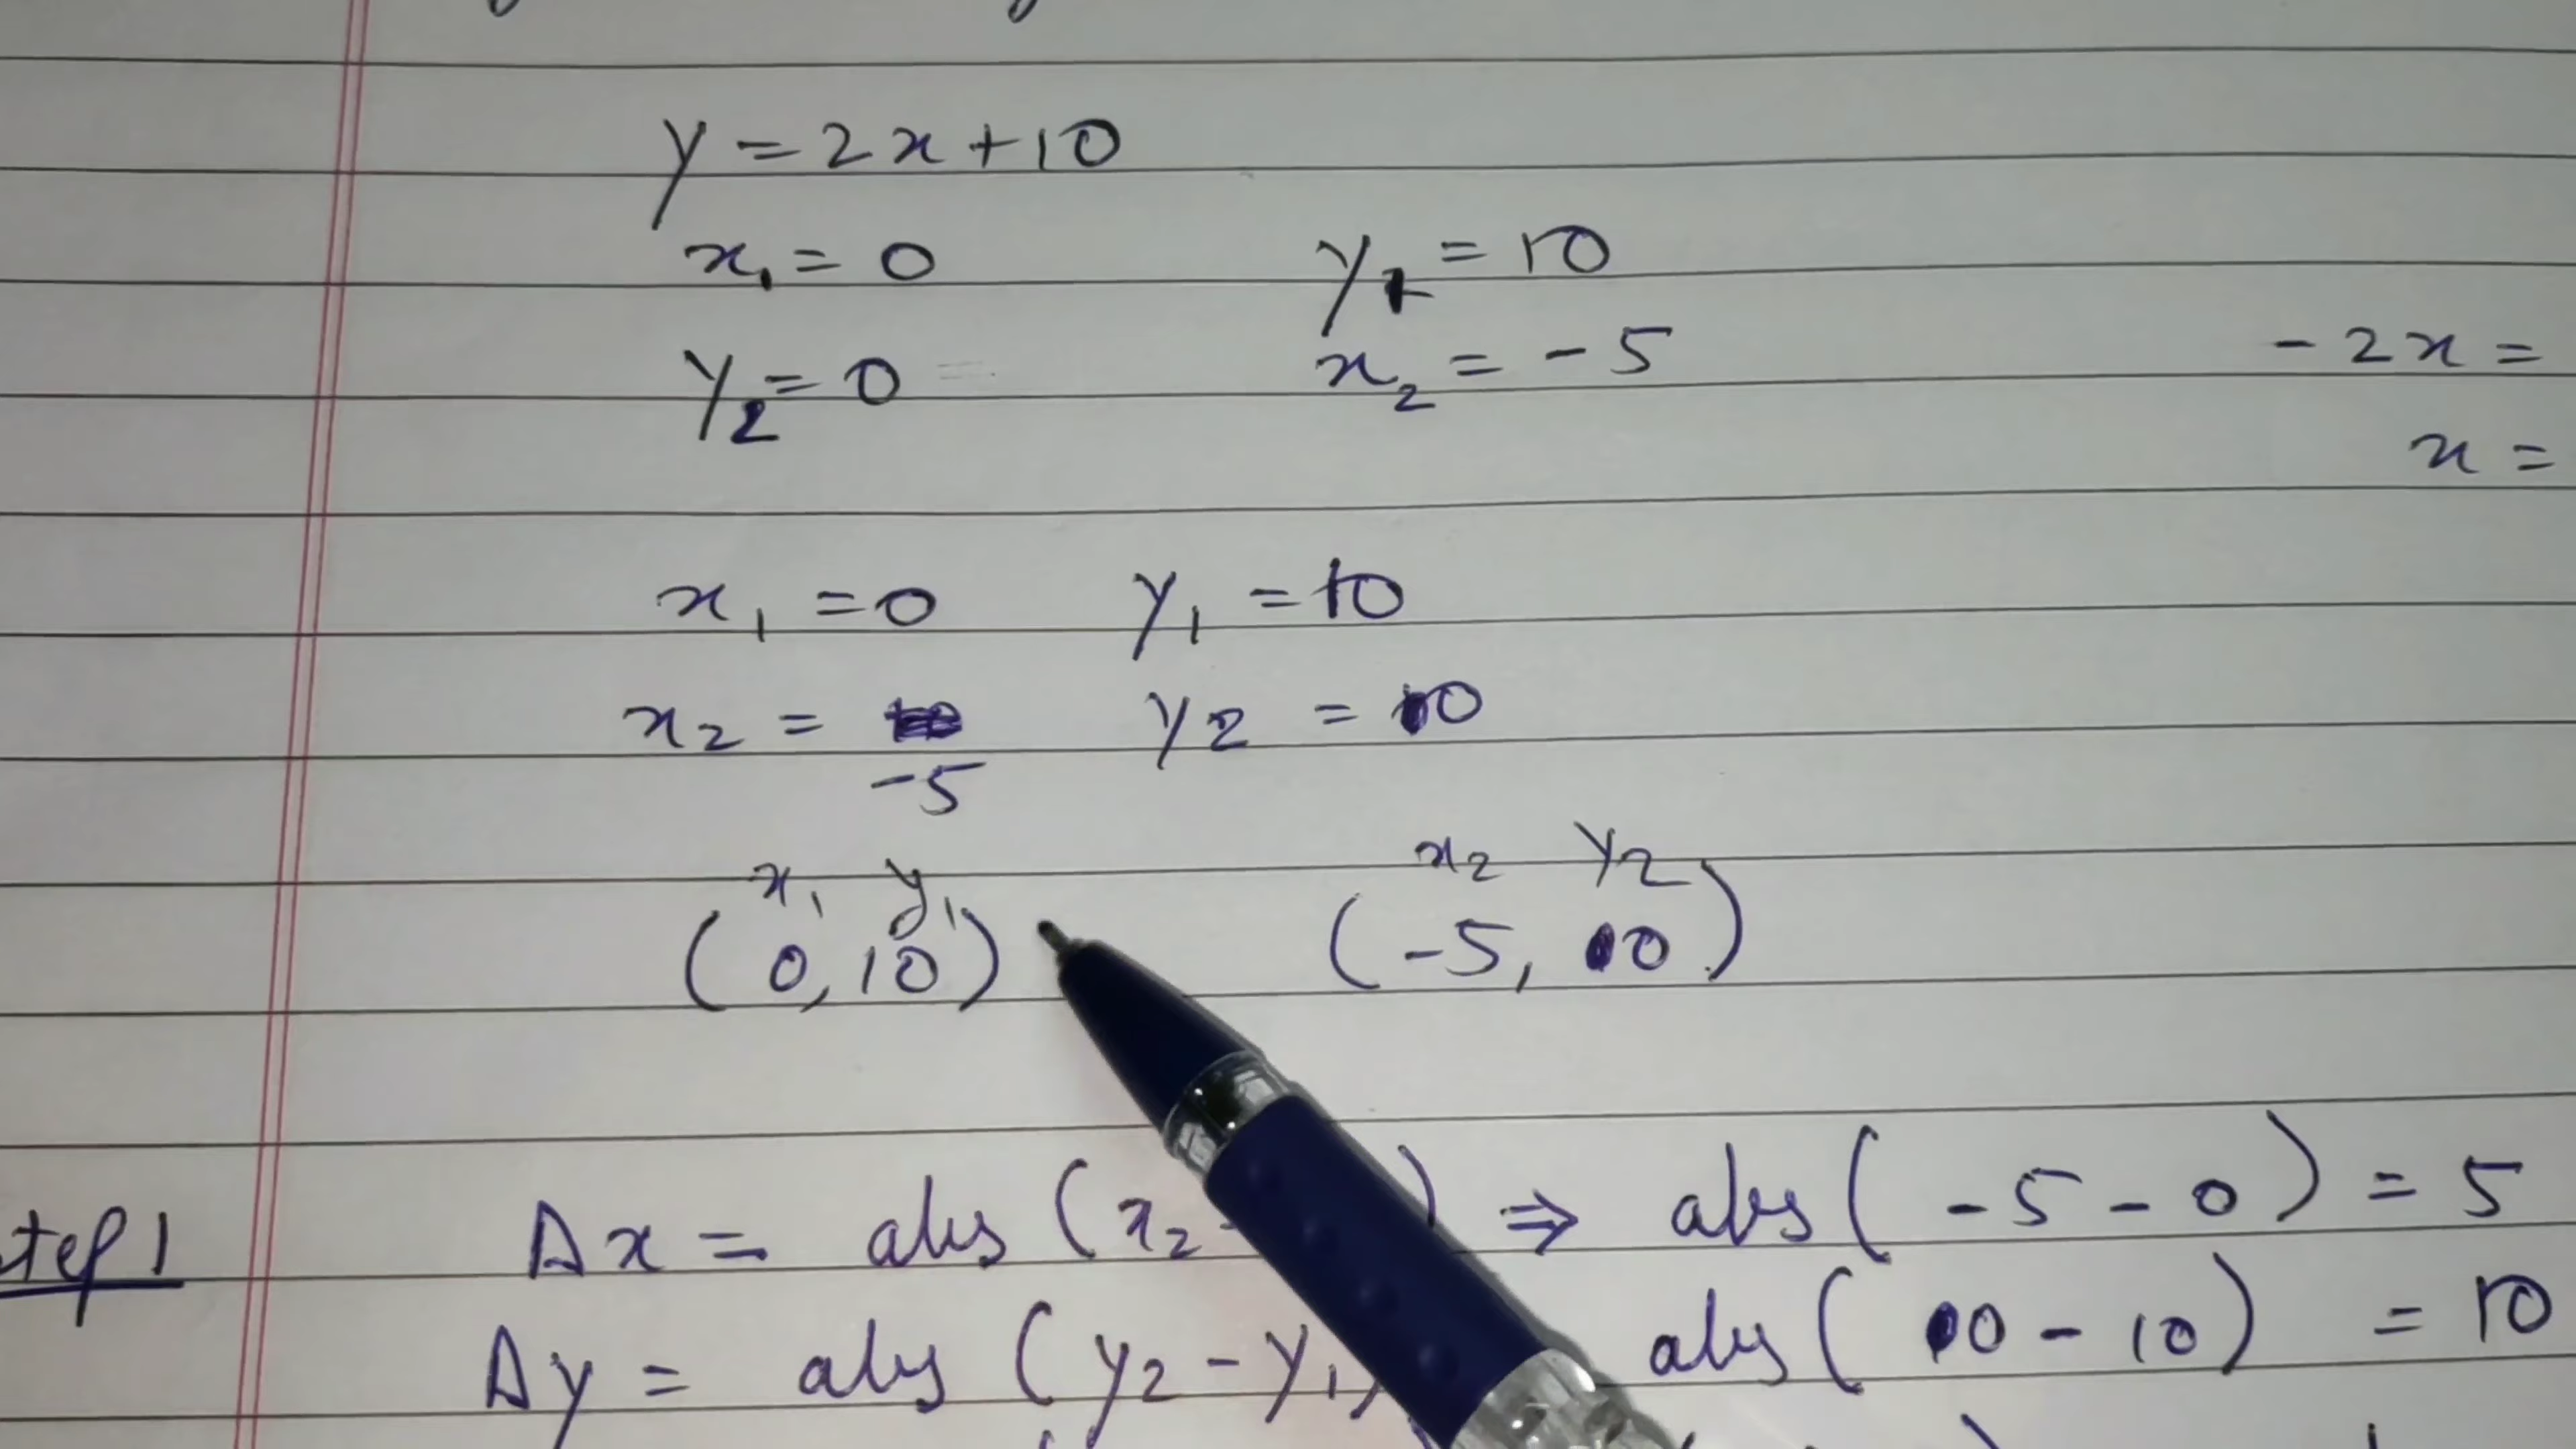 y = 2x + 10
x₁ = 0 y₁ = 10
y₂ = 0 x₂ = -5
-2x =
x =
x₁ = 0 y₁ = 10
x₂ = -5 y₂ = 0
x₁ y₁ x₂ y₂
(0, 10) (-5, 0)
step 1 Δx = abs (x₂ - ) ⇒ abs (-5 - 0) = 5
Δy = abs (y₂ - y₁) abs (0 - 10) = 10